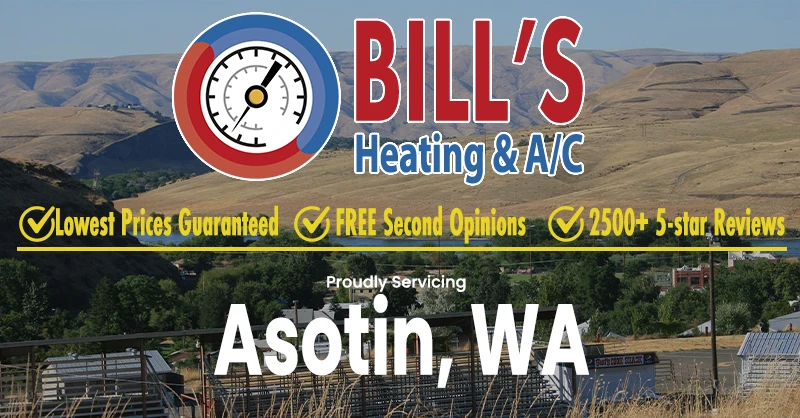 BILL'S
Heating & A/C
Lowest Prices Guaranteed FREE Second Opinions 2500+ 5-star Reviews
Proudly Servicing
Asotin, WA